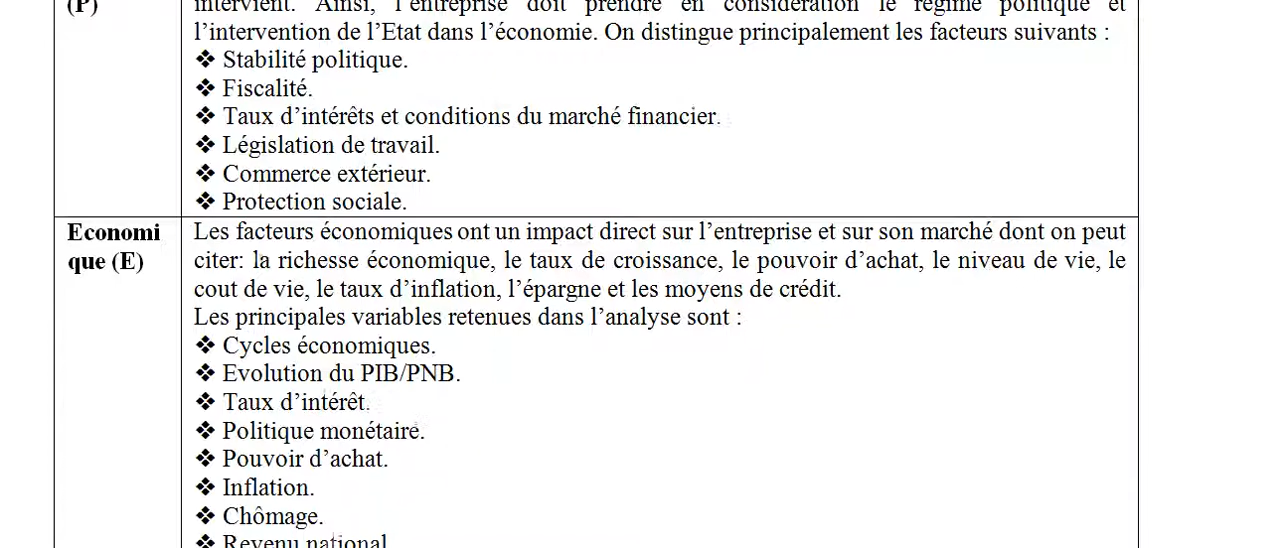 (P)
intervient. Ainsi, l'entreprise doit prendre en considération le régime politique et
l'intervention de l'Etat dans l'économie. On distingue principalement les facteurs suivants :
❖ Stabilité politique.
❖ Fiscalité.
❖ Taux d'intérêts et conditions du marché financier.
❖ Législation de travail.
❖ Commerce extérieur.
❖ Protection sociale.
Economi
que (E)
Les facteurs économiques ont un impact direct sur l'entreprise et sur son marché dont on peut
citer: la richesse économique, le taux de croissance, le pouvoir d'achat, le niveau de vie, le
cout de vie, le taux d'inflation, l'épargne et les moyens de crédit.
Les principales variables retenues dans l'analyse sont :
❖ Cycles économiques.
❖ Evolution du PIB/PNB.
❖ Taux d'intérêt.
❖ Politique monétaire.
❖ Pouvoir d'achat.
❖ Inflation.
❖ Chômage.
❖ Revenu national